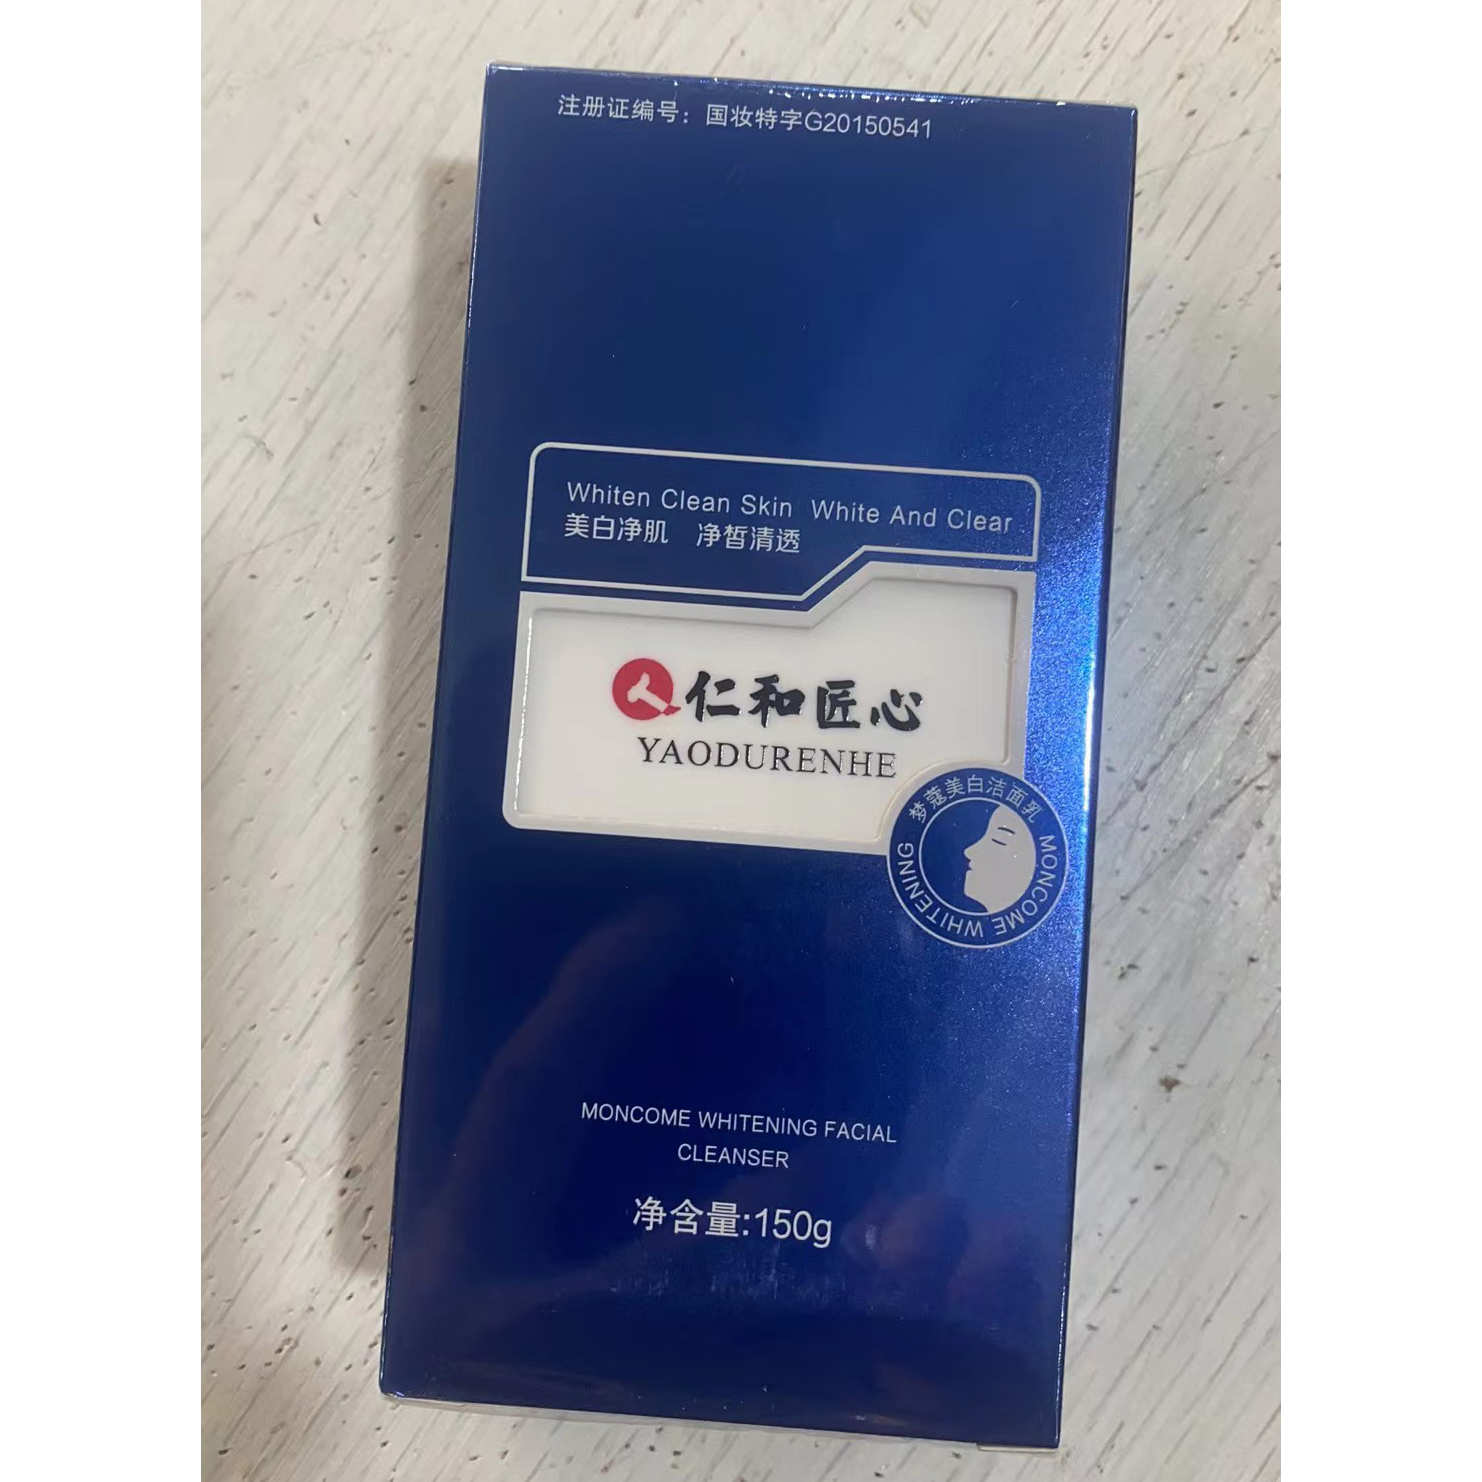 注册证编号：国妆特字G20150541
Whiten Clean Skin White And Clear
美白净肌 净皙清透
仁和匠心
YAODURENHE
梦蔻美白洁面乳
MONCOME WHITENING
MONCOME WHITENING FACIAL
CLEANSER
净含量:150g